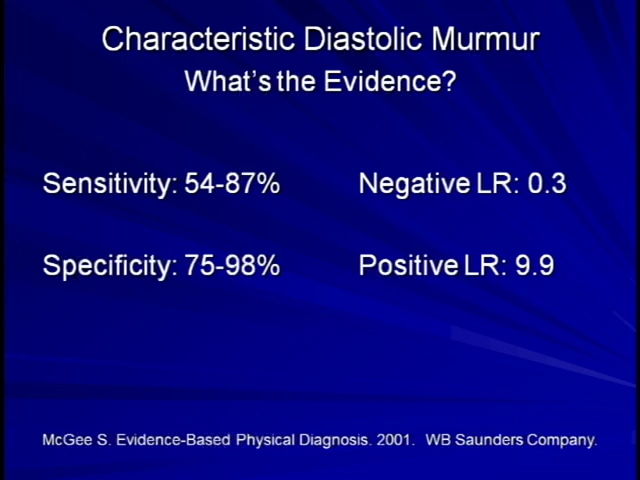 Characteristic Diastolic Murmur
What's the Evidence?
Sensitivity: 54-87% Negative LR: 0.3
Specificity: 75-98% Positive LR: 9.9
McGee S. Evidence-Based Physical Diagnosis. 2001. WB Saunders Company.